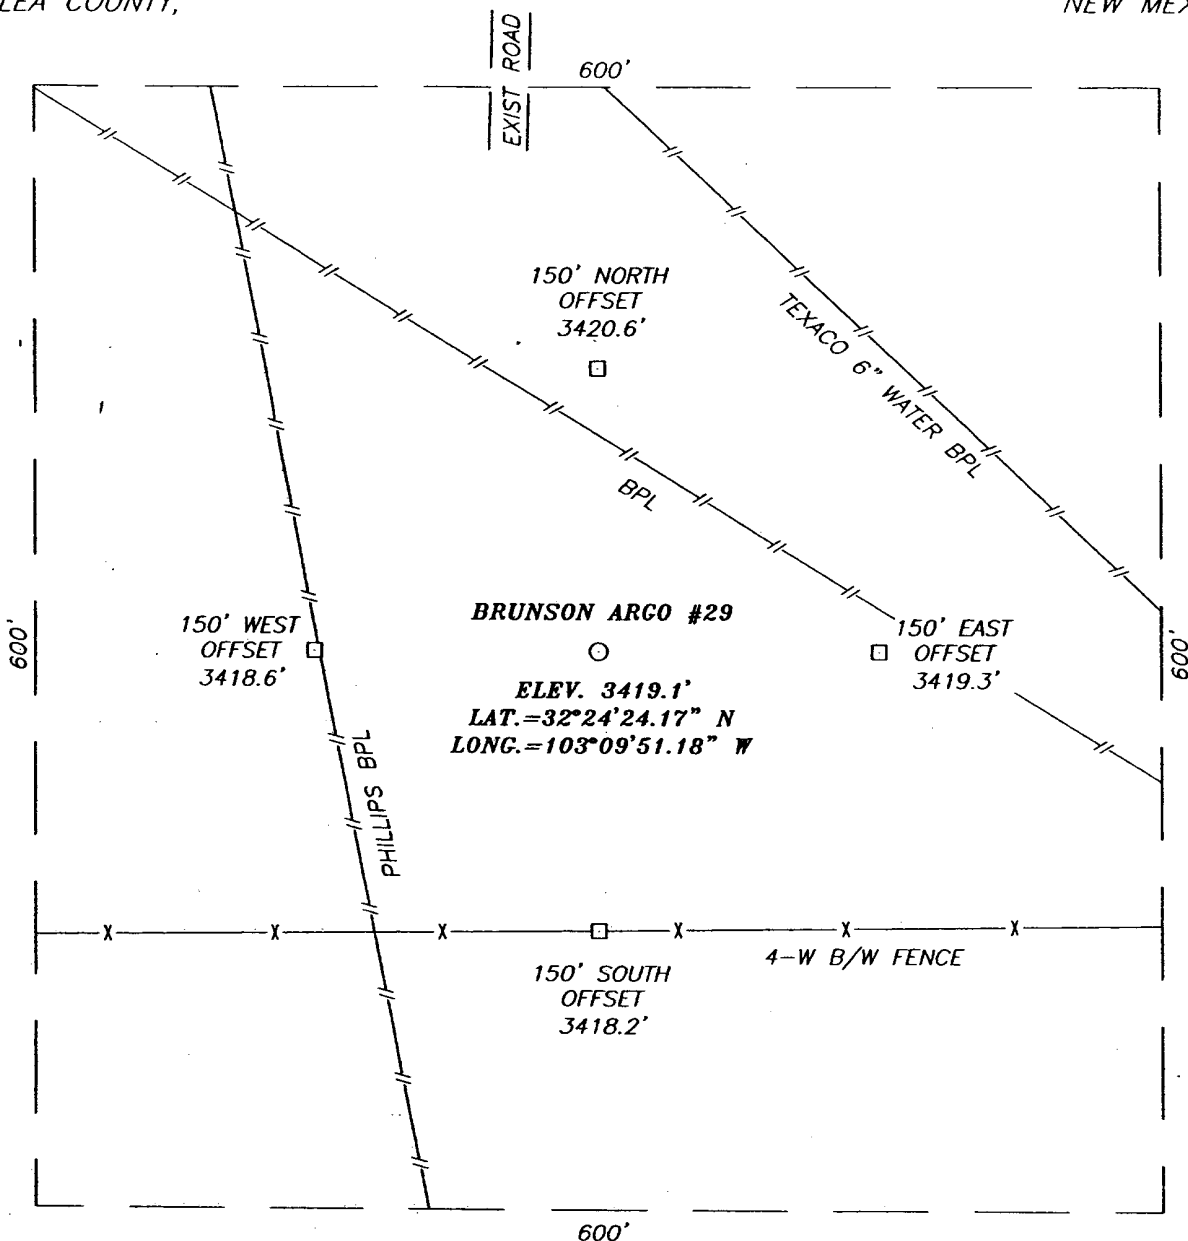 LEA COUNTY,
NEW MEX
EXIST ROAD
600'
150' NORTH
OFFSET
3420.6'
TEXACO 6" WATER BPL
BPL
600'
150' WEST
OFFSET
3418.6'
BRUNSON ARGO #29
ELEV. 3419.1'
LAT.=32°24'24.17" N
LONG.=103°09'51.18" W
150' EAST
OFFSET
3419.3'
600'
PHILLIPS BPL
X X X X X X
4-W B/W FENCE
150' SOUTH
OFFSET
3418.2'
600'